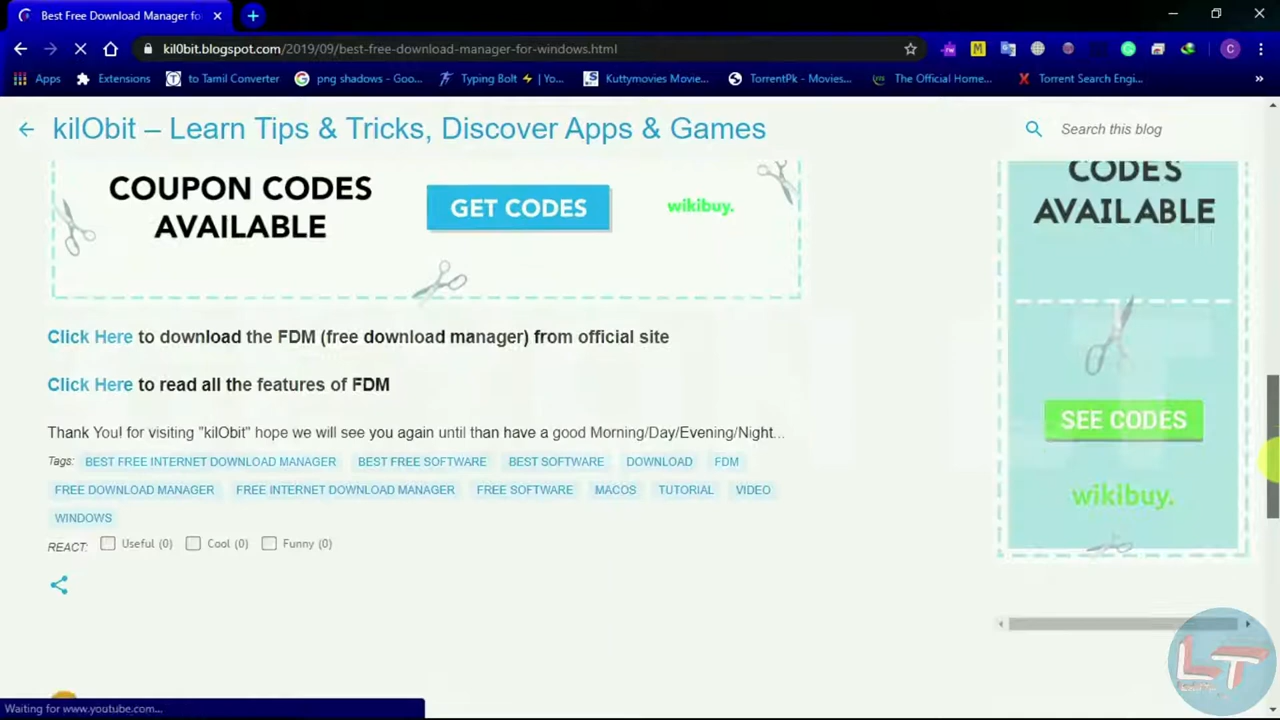 Best Free Download Manager fo
kil0bit.blogspot.com/2019/09/best-free-download-manager-for-windows.html
Apps Extensions to Tamil Converter png shadows - Goo... Typing Bolt ⚡ | Yo... Kuttymovies Movie... TorrentPk - Movies... The Official Home... Torrent Search Engi...
kilObit – Learn Tips & Tricks, Discover Apps & Games
Search this blog
COUPON CODES
AVAILABLE
GET CODES
wikibuy.
CODES
AVAILABLE
SEE CODES
wikibuy.
Click Here to download the FDM (free download manager) from official site
Click Here to read all the features of FDM
Thank You! for visiting "kilObit" hope we will see you again until than have a good Morning/Day/Evening/Night...
Tags: BEST FREE INTERNET DOWNLOAD MANAGER BEST FREE SOFTWARE BEST SOFTWARE DOWNLOAD FDM
FREE DOWNLOAD MANAGER FREE INTERNET DOWNLOAD MANAGER FREE SOFTWARE MACOS TUTORIAL VIDEO
WINDOWS
REACT: Useful (0) Cool (0) Funny (0)
LT
Waiting for www.youtube.com...